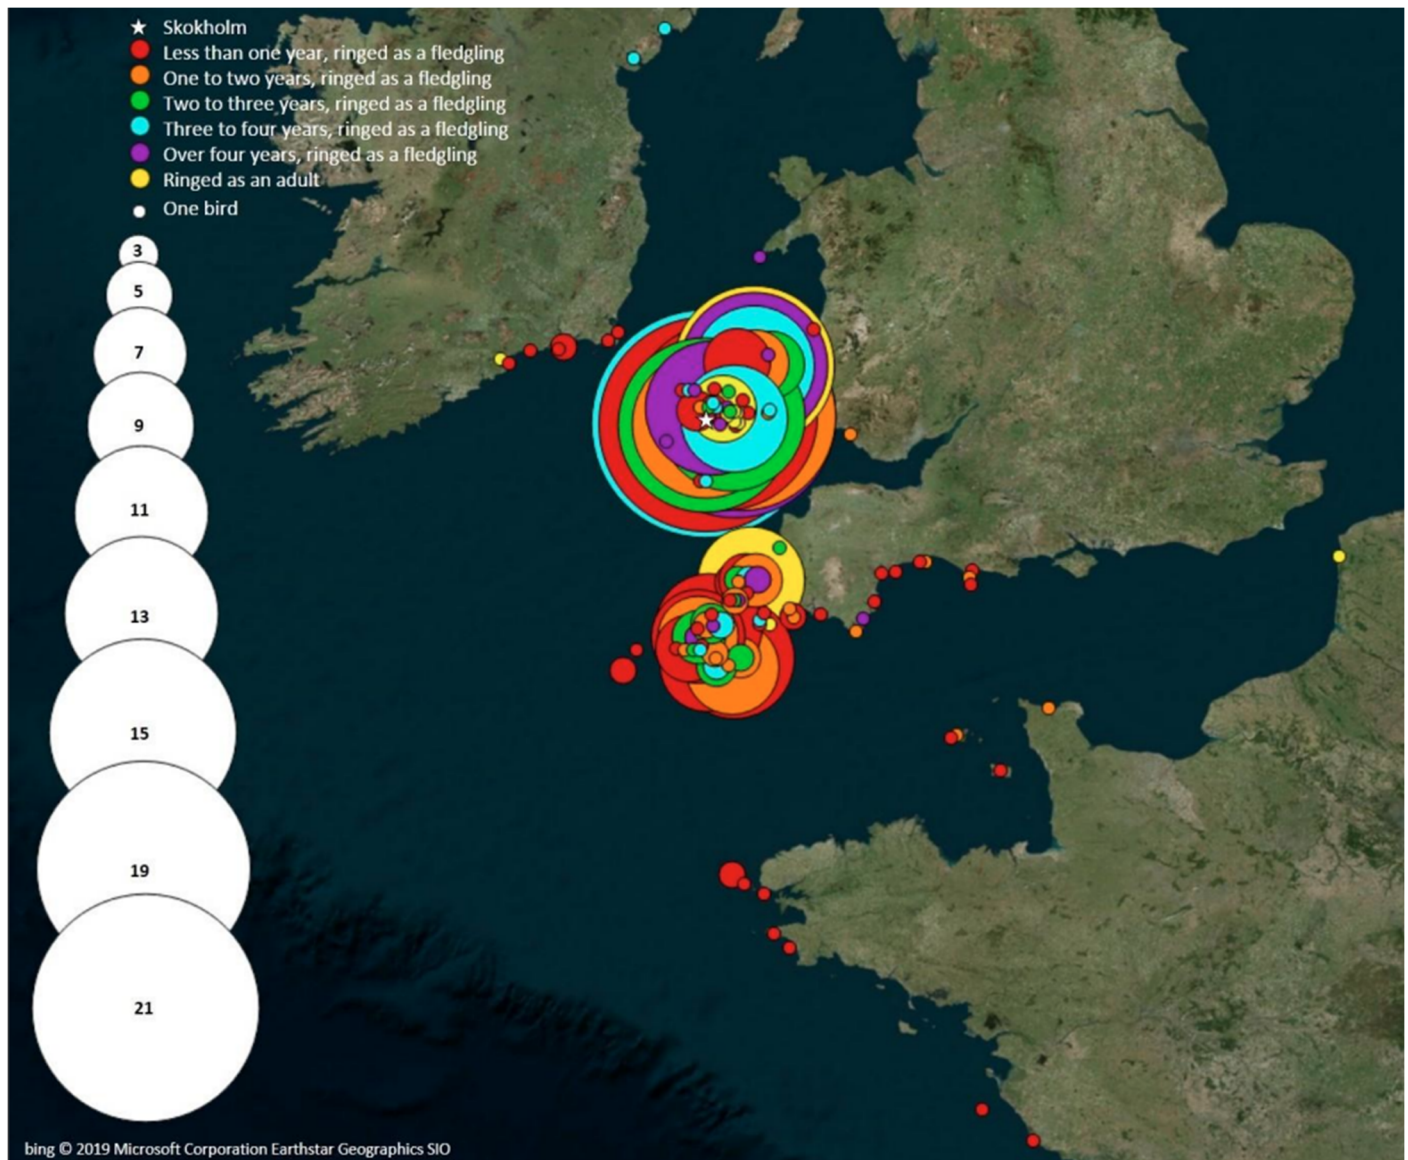 Skokholm
Less than one year, ringed as a fledgling
One to two years, ringed as a fledgling
Two to three years, ringed as a fledgling
Three to four years, ringed as a fledgling
Over four years, ringed as a fledgling
Ringed as an adult
One bird
3
5
7
9
11
13
15
19
21
bing © 2019 Microsoft Corporation Earthstar Geographics SIO